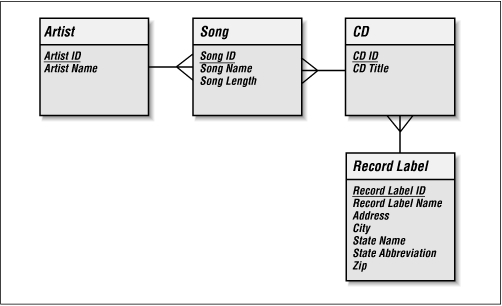 Artist
Artist ID
Artist Name
Song
Song ID
Song Name
Song Length
CD
CD ID
CD Title
Record Label
Record Label ID
Record Label Name
Address
City
State Name
State Abbreviation
Zip